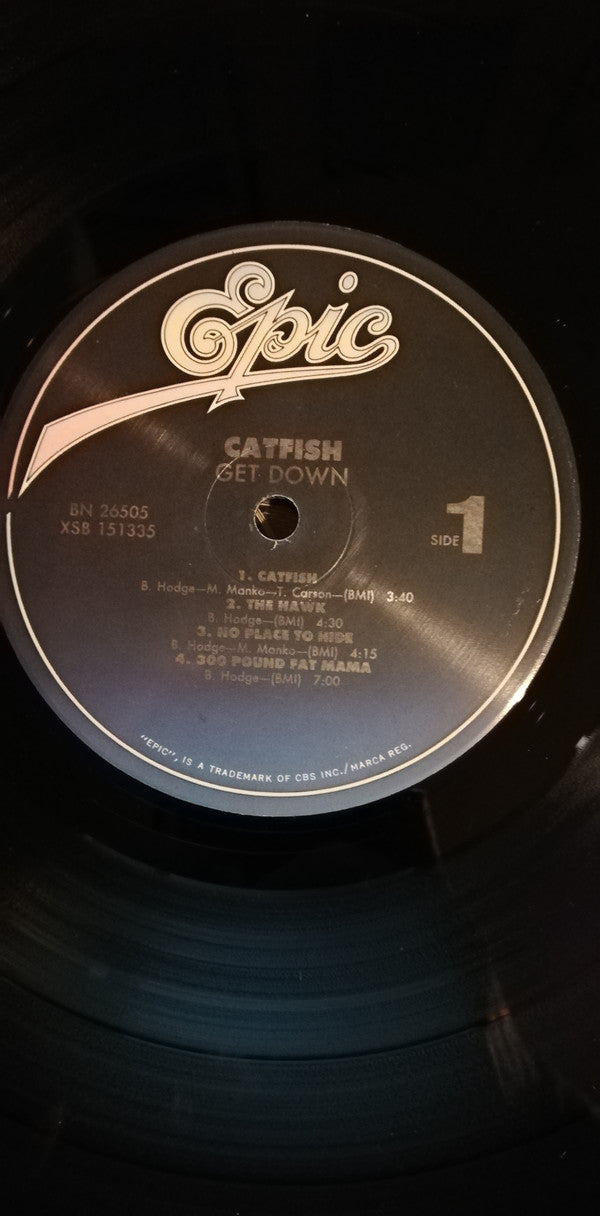 Epic
CATFISH
GET DOWN
BN 26505
XSB 151335
SIDE 1
1. CATFISH
B. Hodge—M. Manko—T. Carson—(BMI) 3:40
2. THE HAWK
B. Hodge—(BMI) 4:30
3. NO PLACE TO HIDE
B. Hodge—M. Manko—(BMI) 4:15
4. 300 POUND FAT MAMA
B. Hodge—(BMI) 7:00
"EPIC", IS A TRADEMARK OF CBS INC./MARCA REG.